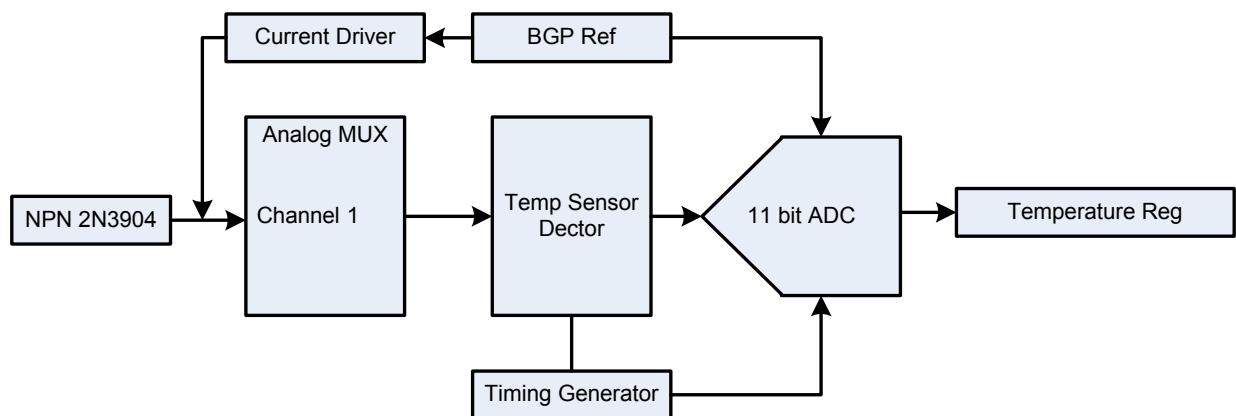 Current Driver
BGP Ref
Analog MUX
NPN 2N3904
Channel 1
Temp Sensor
Dector
11 bit ADC
Temperature Reg
Timing Generator